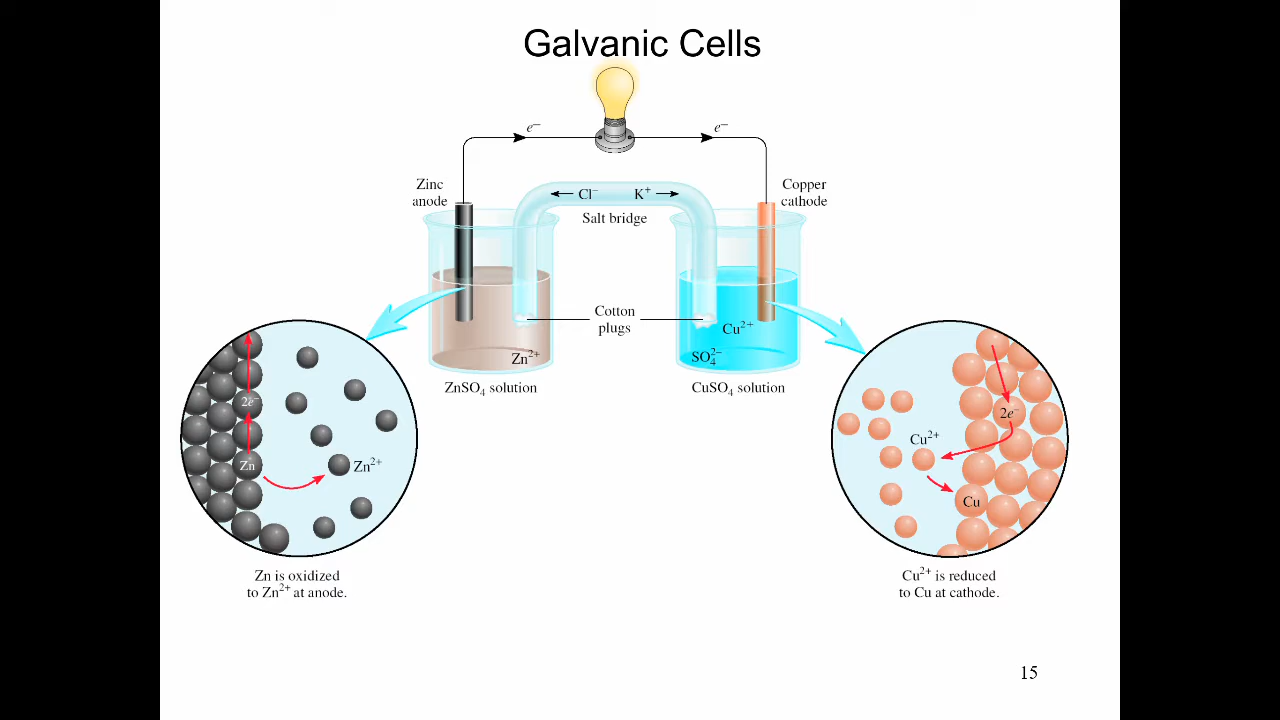 Galvanic Cells
e⁻
e⁻
Zinc
anode
Cl⁻
K⁺
Salt bridge
Copper
cathode
Cotton
plugs
Zn²⁺
Cu²⁺
SO₄²⁻
ZnSO₄ solution
CuSO₄ solution
2e⁻
Zn
Zn²⁺
2e⁻
Cu²⁺
Cu
Zn is oxidized
to Zn²⁺ at anode.
Cu²⁺ is reduced
to Cu at cathode.
15